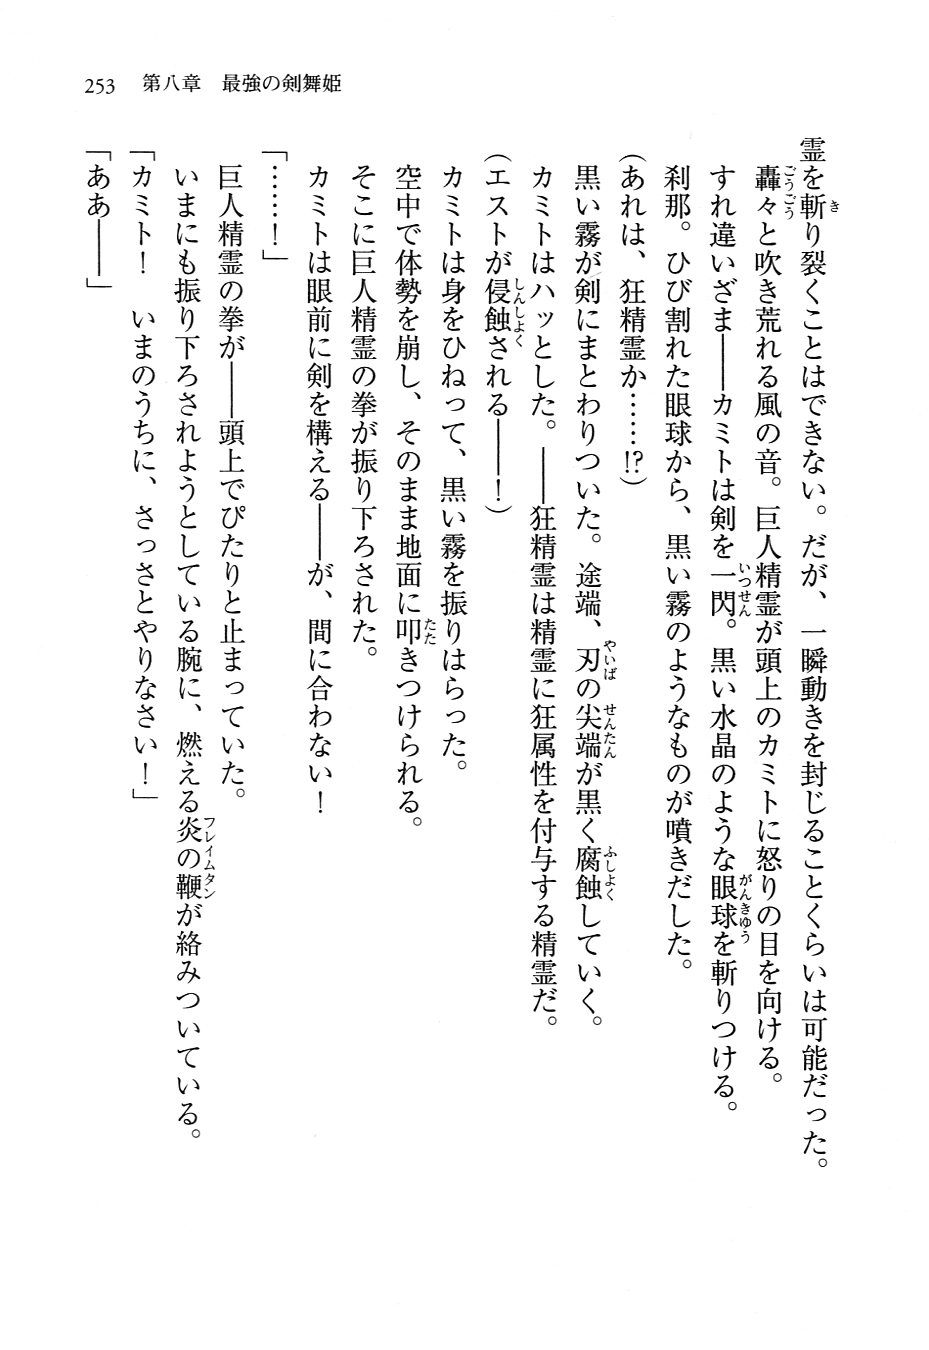 253　第八章　最強の剣舞姫
霊を斬り裂くことはできない。だが、一瞬動きを封じることくらいは可能だった。
轟々と吹き荒れる風の音。巨人精霊が頭上のカミトに怒りの目を向ける。
すれ違いざま――カミトは剣を一閃。黒い水晶のような眼球を斬りつける。
刹那。ひび割れた眼球から、黒い霧のようなものが噴きだした。
（あれは、狂精霊か……!?）
黒い霧が剣にまとわりついた。途端、刃の尖端が黒く腐蝕していく。
カミトはハッとした。――狂精霊は精霊に狂属性を付与する精霊だ。
（エストが侵蝕される――！）
カミトは身をひねって、黒い霧を振りはらった。
空中で体勢を崩し、そのまま地面に叩きつけられる。
そこに巨人精霊の拳が振り下ろされた。
カミトは眼前に剣を構える――が、間に合わない！
「……！」
巨人精霊の拳が――頭上でぴたりと止まっていた。
いまにも振り下ろされようとしている腕に、燃える炎の鞭が絡みついている。
「カミト！　いまのうちに、さっさとやりなさい！」
「ああ――」